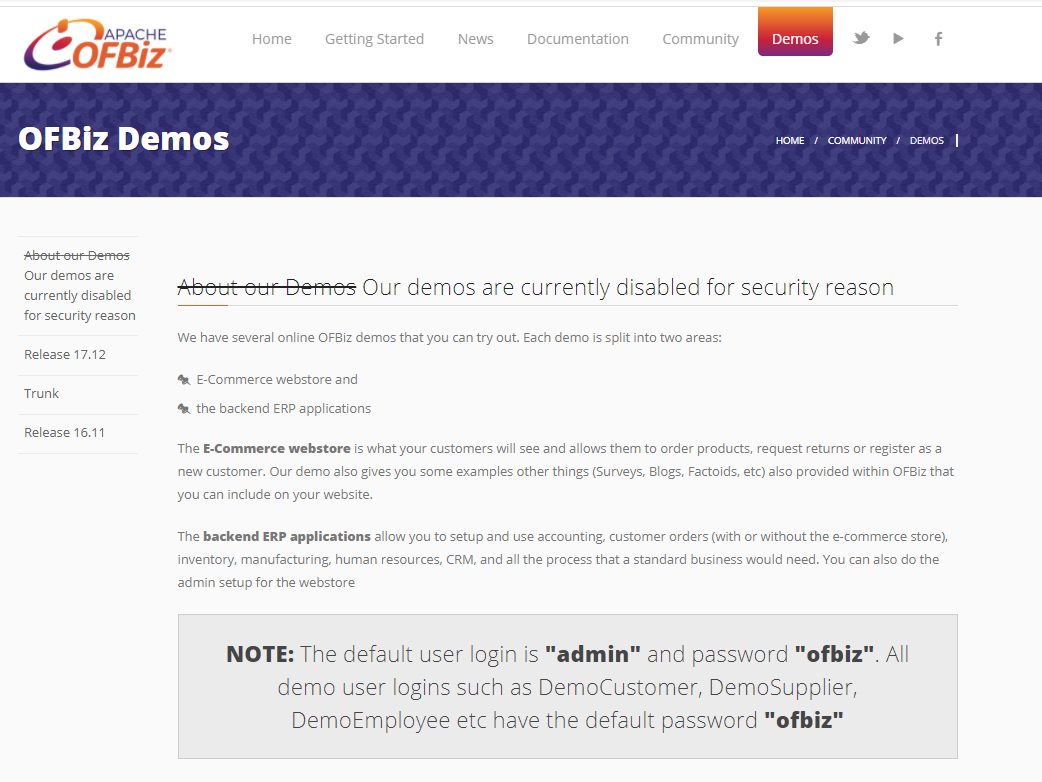 APACHE
OFBiz
Home Getting Started News Documentation Community Demos
OFBiz Demos
HOME / COMMUNITY / DEMOS
About our Demos
Our demos are
currently disabled
for security reason
Release 17.12
Trunk
Release 16.11
About our Demos Our demos are currently disabled for security reason
We have several online OFBiz demos that you can try out. Each demo is split into two areas:
E-Commerce webstore and
the backend ERP applications
The E-Commerce webstore is what your customers will see and allows them to order products, request returns or register as a
new customer. Our demo also gives you some examples other things (Surveys, Blogs, Factoids, etc) also provided within OFBiz that
you can include on your website.
The backend ERP applications allow you to setup and use accounting, customer orders (with or without the e-commerce store),
inventory, manufacturing, human resources, CRM, and all the process that a standard business would need. You can also do the
admin setup for the webstore
NOTE: The default user login is "admin" and password "ofbiz". All
demo user logins such as DemoCustomer, DemoSupplier,
DemoEmployee etc have the default password "ofbiz"